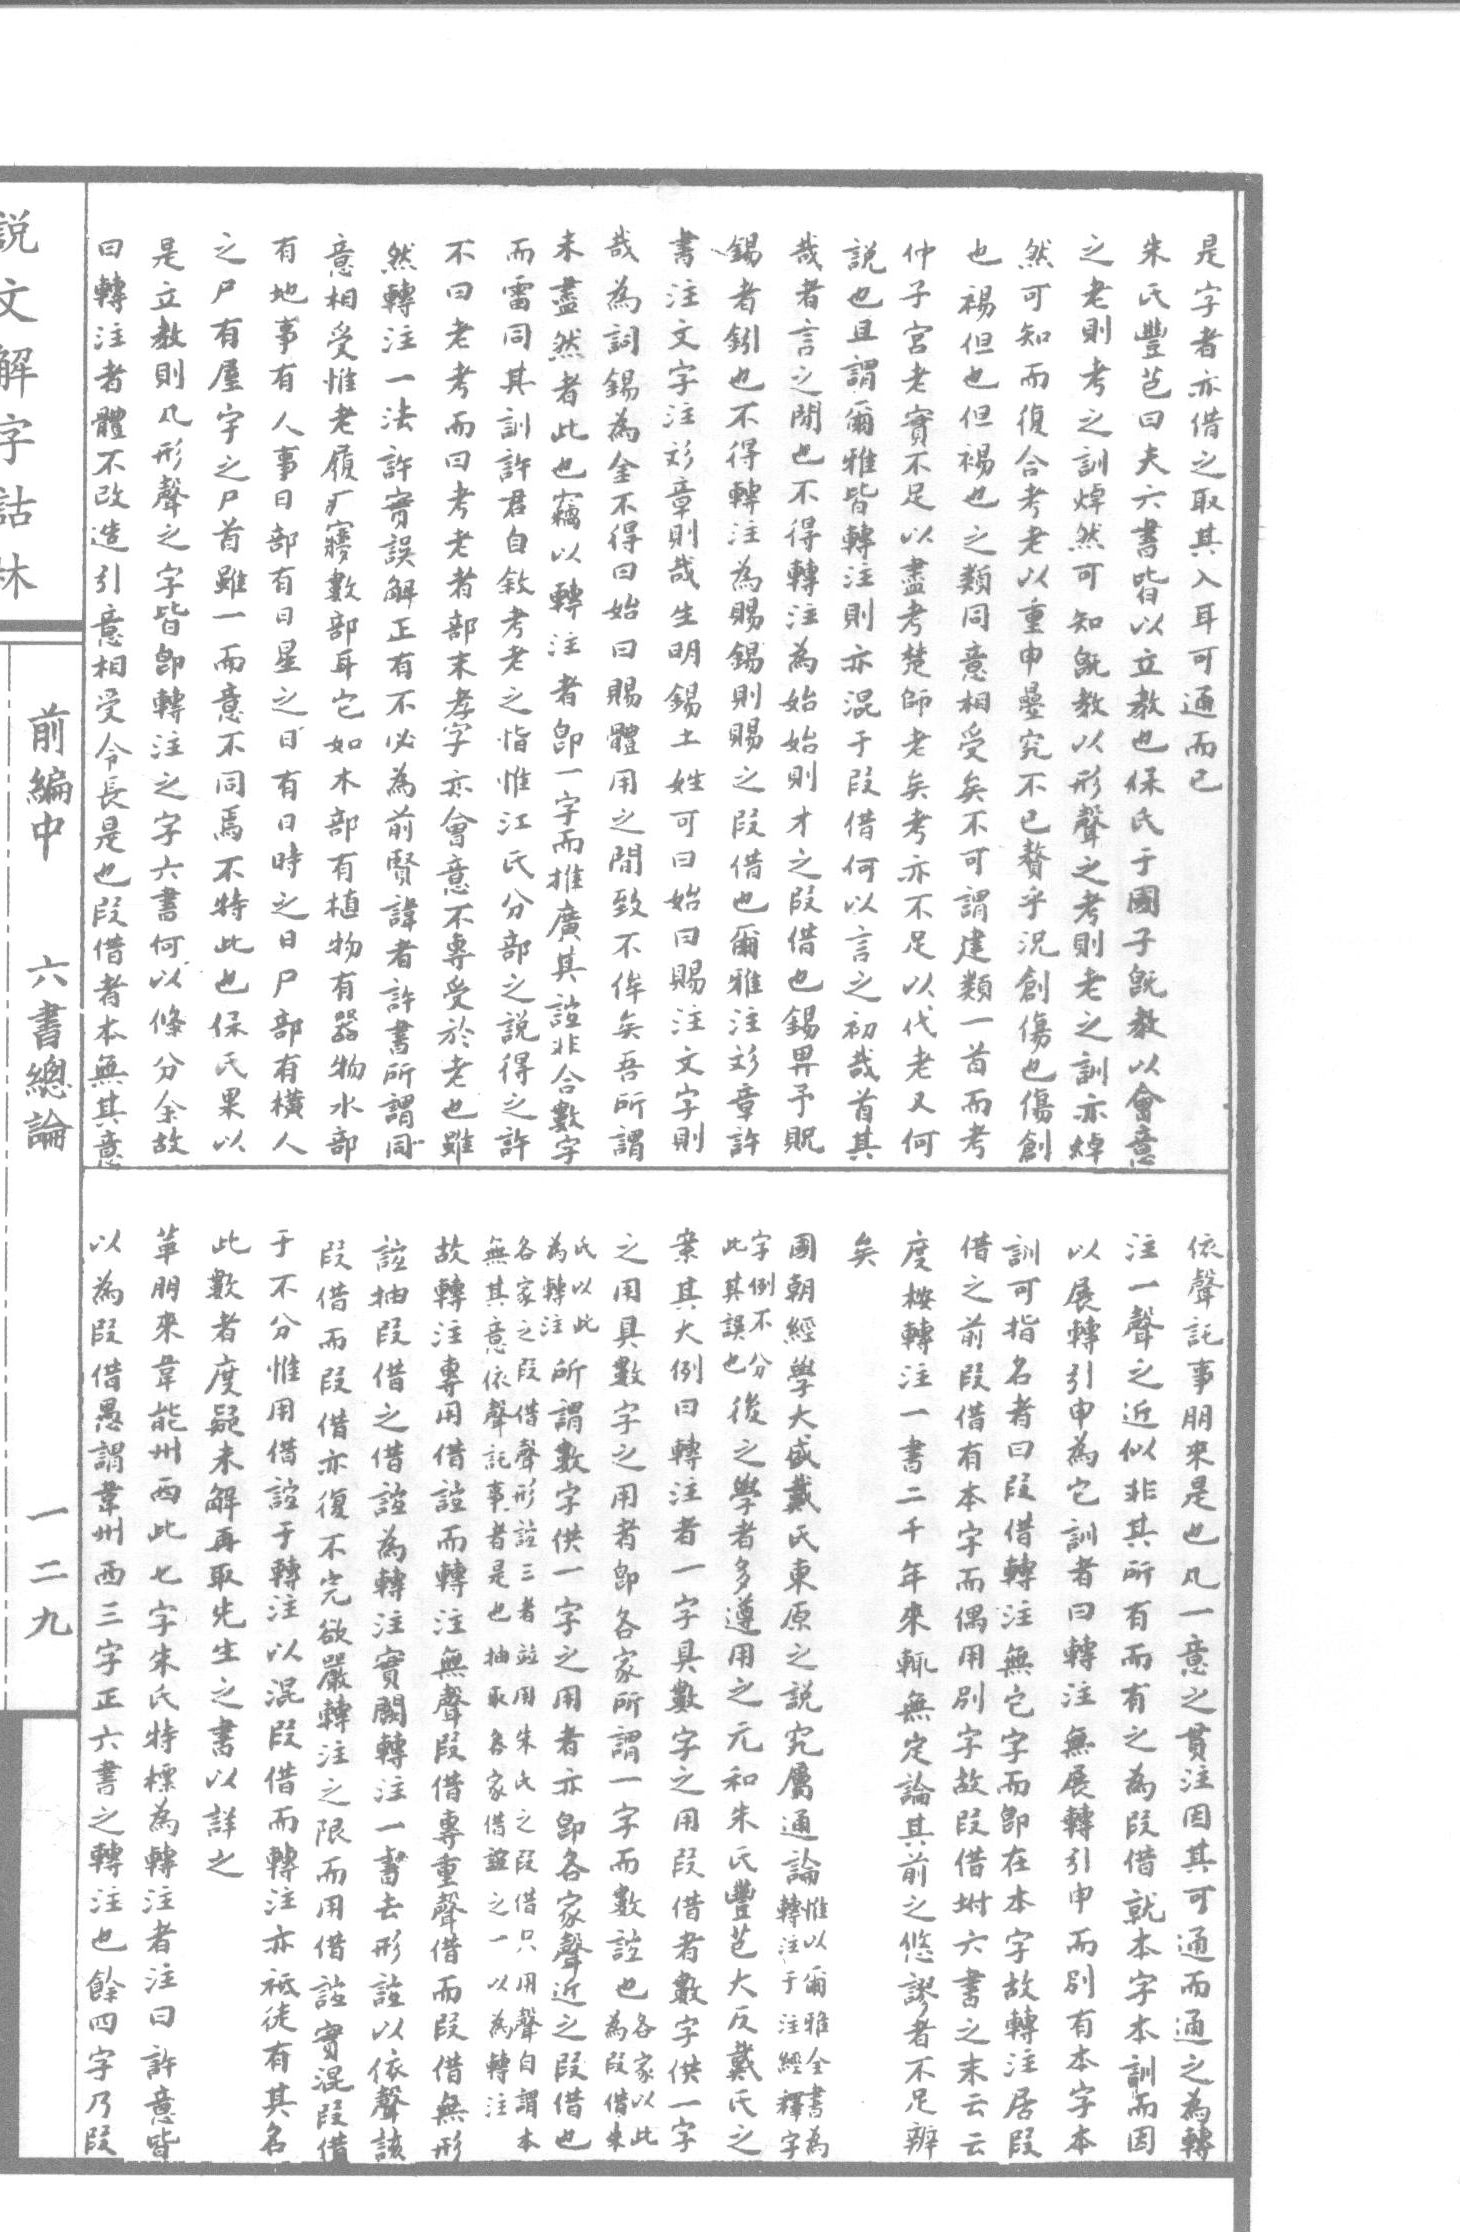 是字者亦借之取其入耳可通而已
朱氏豐芑曰夫六書皆以立教也保氏于國子旣教以會意
之老則考之訓焯然可知旣教以形聲之考則老之訓亦焯
然可知而復合考老以重申疊究不已贅乎況創傷也傷創
也裼但也但裼也之類同意相受矣不可謂建類一首而考
仲子宮老實不足以盡考楚師老矣考亦不足以代老又何
說也且謂爾雅皆轉注則亦混于叚借何以言之初哉首其
哉者言之閒也不得轉注為始始則才之叚借也錫畀予貺
錫者鈏也不得轉注為賜錫則賜之叚借也爾雅注彣章許
書注文字注彣章則哉生明錫土姓可曰始曰賜注文字則
哉為詞錫為金不得曰始曰賜體用之閒致不侔矣吾所謂
未盡然者此也竊以轉注者卽一字而推廣其誼非合數字
而雷同其訓許君自敘考老之恉惟江氏分部之說得之許
不曰老考而曰考老者部末孝字亦會意不專受於老也雖
然轉注一法許實誤解正有不必為前賢諱者許書所謂同
意相受惟老履疒㝱數部耳它如木部有植物有器物水部
有地事有人事日部有日星之日有日時之日尸部有橫人
之尸有屋宇之尸首雖一而意不同焉不特此也保氏果以
是立教則凡形聲之字皆卽轉注之字六書何以條分余故
曰轉注者體不改造引意相受令長是也叚借者本無其意
依聲託事朋來是也凡一意之貫注因其可通而通之為轉
注一聲之近似非其所有而有之為叚借就本字本訓而因
以展轉引申為它訓者曰轉注無展轉引申而別有本字本
訓可指名者曰叚借轉注無它字而卽在本字故轉注居叚
借之前叚借有本字而偶用別字故叚借坿六書之末云云
度桉轉注一書二千年來輒無定論其前之悠謬者不足辨
矣
國朝經學大盛戴氏東原之說究屬通論惟以爾雅全書為轉注于注經釋字
字例不分此其誤也後之學者多遵用之元和朱氏豐芑大反戴氏之
案其大例曰轉注者一字具數字之用叚借者數字供一字
之用具數字之用者卽各家所謂一字而數誼也各家以此為叚借朱
氏以此為轉注所謂數字供一字之用者亦卽各家聲近之叚借也
各家之叚借聲形誼三者竝用朱氏之叚借只用聲自謂本無其意依聲託事者是也抽取各家借誼之一以為轉注
故轉注專用借誼而轉注無聲叚借專重聲借而叚借無形
誼抽叚借之借誼為轉注實闕轉注一書去形誼以依聲該
叚借而叚借亦復不完欲嚴轉注之限而用借誼實混叚借
于不分惟用借誼于轉注以混叚借而轉注亦祗徒有其名
此數者度疑未解再取先生之書以詳之
革朋來韋能州西此七字朱氏特標為轉注者注曰許意皆
以為叚借愚謂韋州西三字正六書之轉注也餘四字乃叚
說文解字詁林
前編中　六書總論　一二九